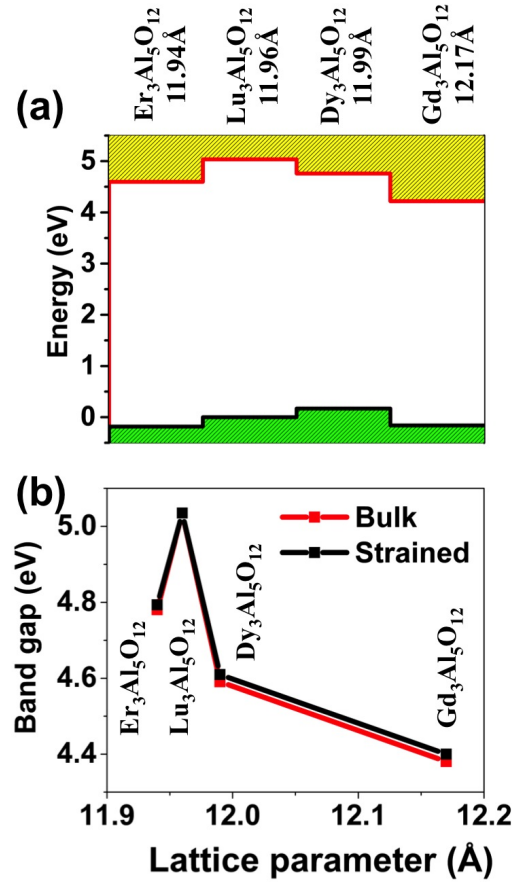 Er₃Al₅O₁₂
11.94Å
Lu₃Al₅O₁₂
11.96Å
Dy₃Al₅O₁₂
11.99Å
Gd₃Al₅O₁₂
12.17Å
(a)
Energy (eV)
5
4
3
2
1
0
(b)
Band gap (eV)
5.0
4.8
4.6
4.4
Bulk
Strained
Er₃Al₅O₁₂
Lu₃Al₅O₁₂
Dy₃Al₅O₁₂
Gd₃Al₅O₁₂
11.9
12.0
12.1
12.2
Lattice parameter (Å)